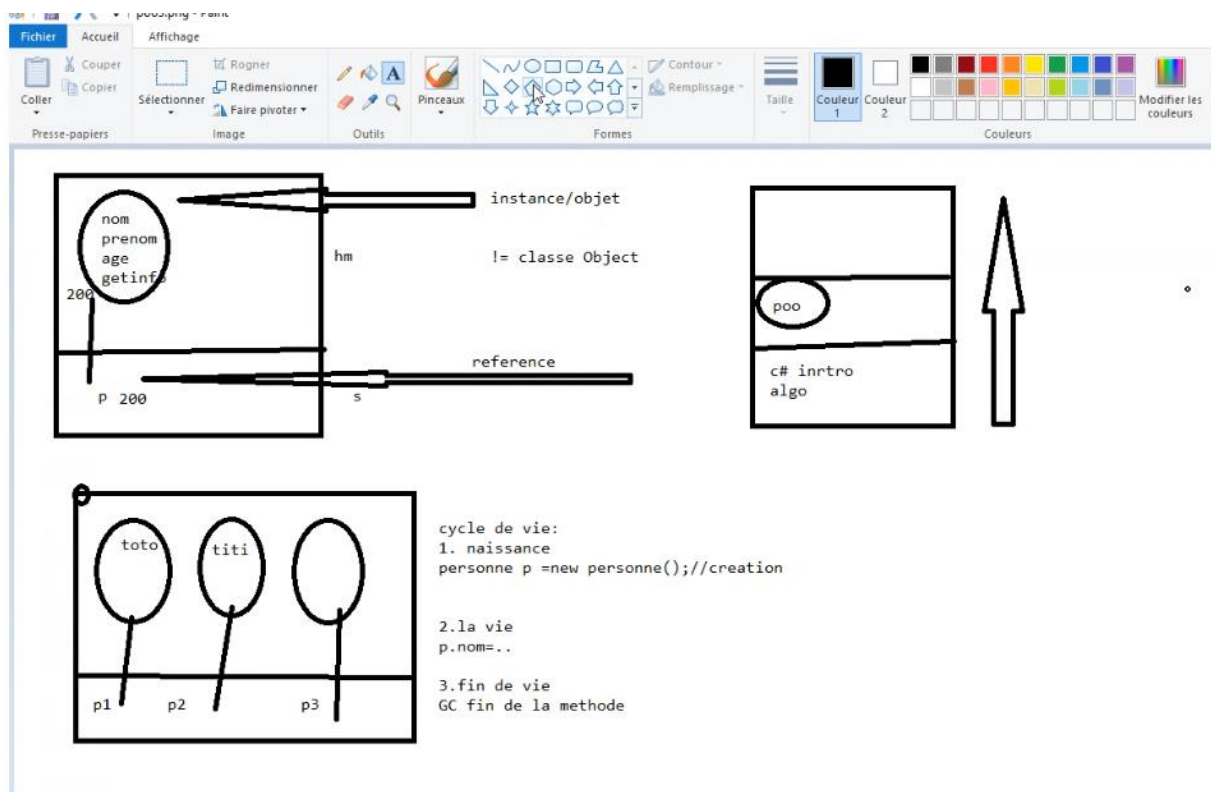 poo3.png - Paint
Fichier Accueil Affichage
Coller
Couper
Copier
Presse-papiers
Sélectionner
Rogner
Redimensionner
Faire pivoter
Image
Outils
Pinceaux
Contour
Remplissage
Formes
Taille
Couleur 1
Couleur 2
Modifier les couleurs
Couleurs
instance/objet
nom
prenom
age
getinfo
200
hm
!= classe Object
reference
p 200
s
poo
c# inrtro
algo
toto
titi
p1
p2
p3
cycle de vie:
1. naissance
personne p =new personne();//creation
2.la vie
p.nom=..
3.fin de vie
GC fin de la methode